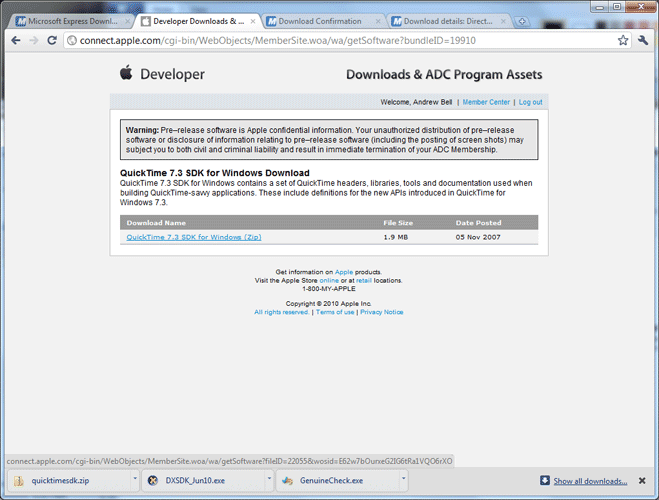 Microsoft Express Downl...
Developer Downloads & ...
Download Confirmation
Download details: Direct...
connect.apple.com/cgi-bin/WebObjects/MemberSite.woa/wa/getSoftware?bundleID=19910
Developer
Downloads & ADC Program Assets
Welcome, Andrew Bell | Member Center | Log out
Warning: Pre–release software is Apple confidential information. Your unauthorized distribution of pre–release
software or disclosure of information relating to pre–release software (including the posting of screen shots) may
subject you to both civil and criminal liability and result in immediate termination of your ADC Membership.
QuickTime 7.3 SDK for Windows Download
QuickTime 7.3 SDK for Windows contains a set of QuickTime headers, libraries, tools and documentation used when
building QuickTime-savvy applications. These include definitions for the new APIs introduced in QuickTime for
Windows 7.3.
Download Name File Size Date Posted
QuickTime 7.3 SDK for Windows (Zip) 1.9 MB 05 Nov 2007
Get information on Apple products.
Visit the Apple Store online or at retail locations.
1-800-MY-APPLE
Copyright © 2010 Apple Inc.
All rights reserved. | Terms of use | Privacy Notice
connect.apple.com/cgi-bin/WebObjects/MemberSite.woa/wa/getSoftware?fileID=22055&wosid=E62w7bOurxeG2IG6tRa1VQO6rXO
quicktimesdk.zip
DXSDK_Jun10.exe
GenuineCheck.exe
Show all downloads...